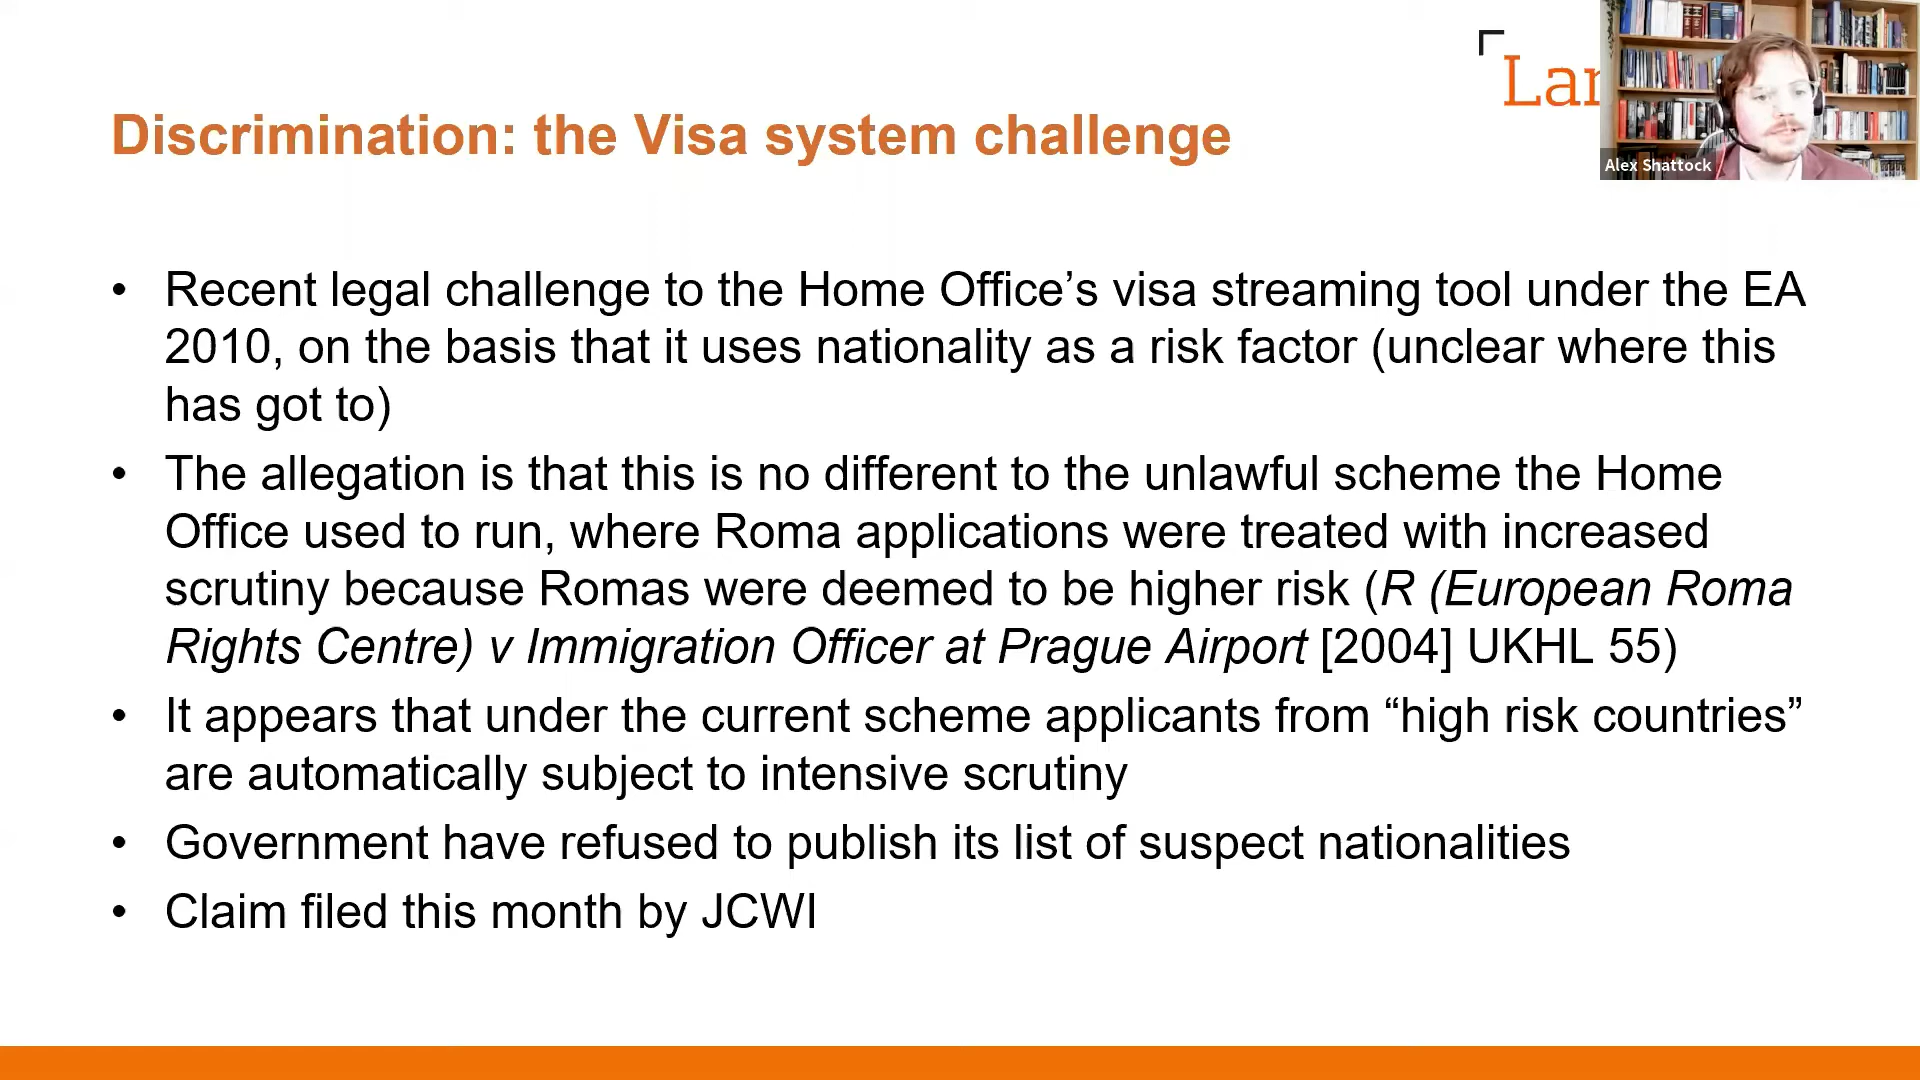 Lan
Alex Shattock
Discrimination: the Visa system challenge
• Recent legal challenge to the Home Office’s visa streaming tool under the EA
2010, on the basis that it uses nationality as a risk factor (unclear where this
has got to)
• The allegation is that this is no different to the unlawful scheme the Home
Office used to run, where Roma applications were treated with increased
scrutiny because Romas were deemed to be higher risk (R (European Roma
Rights Centre) v Immigration Officer at Prague Airport [2004] UKHL 55)
• It appears that under the current scheme applicants from “high risk countries”
are automatically subject to intensive scrutiny
• Government have refused to publish its list of suspect nationalities
• Claim filed this month by JCWI